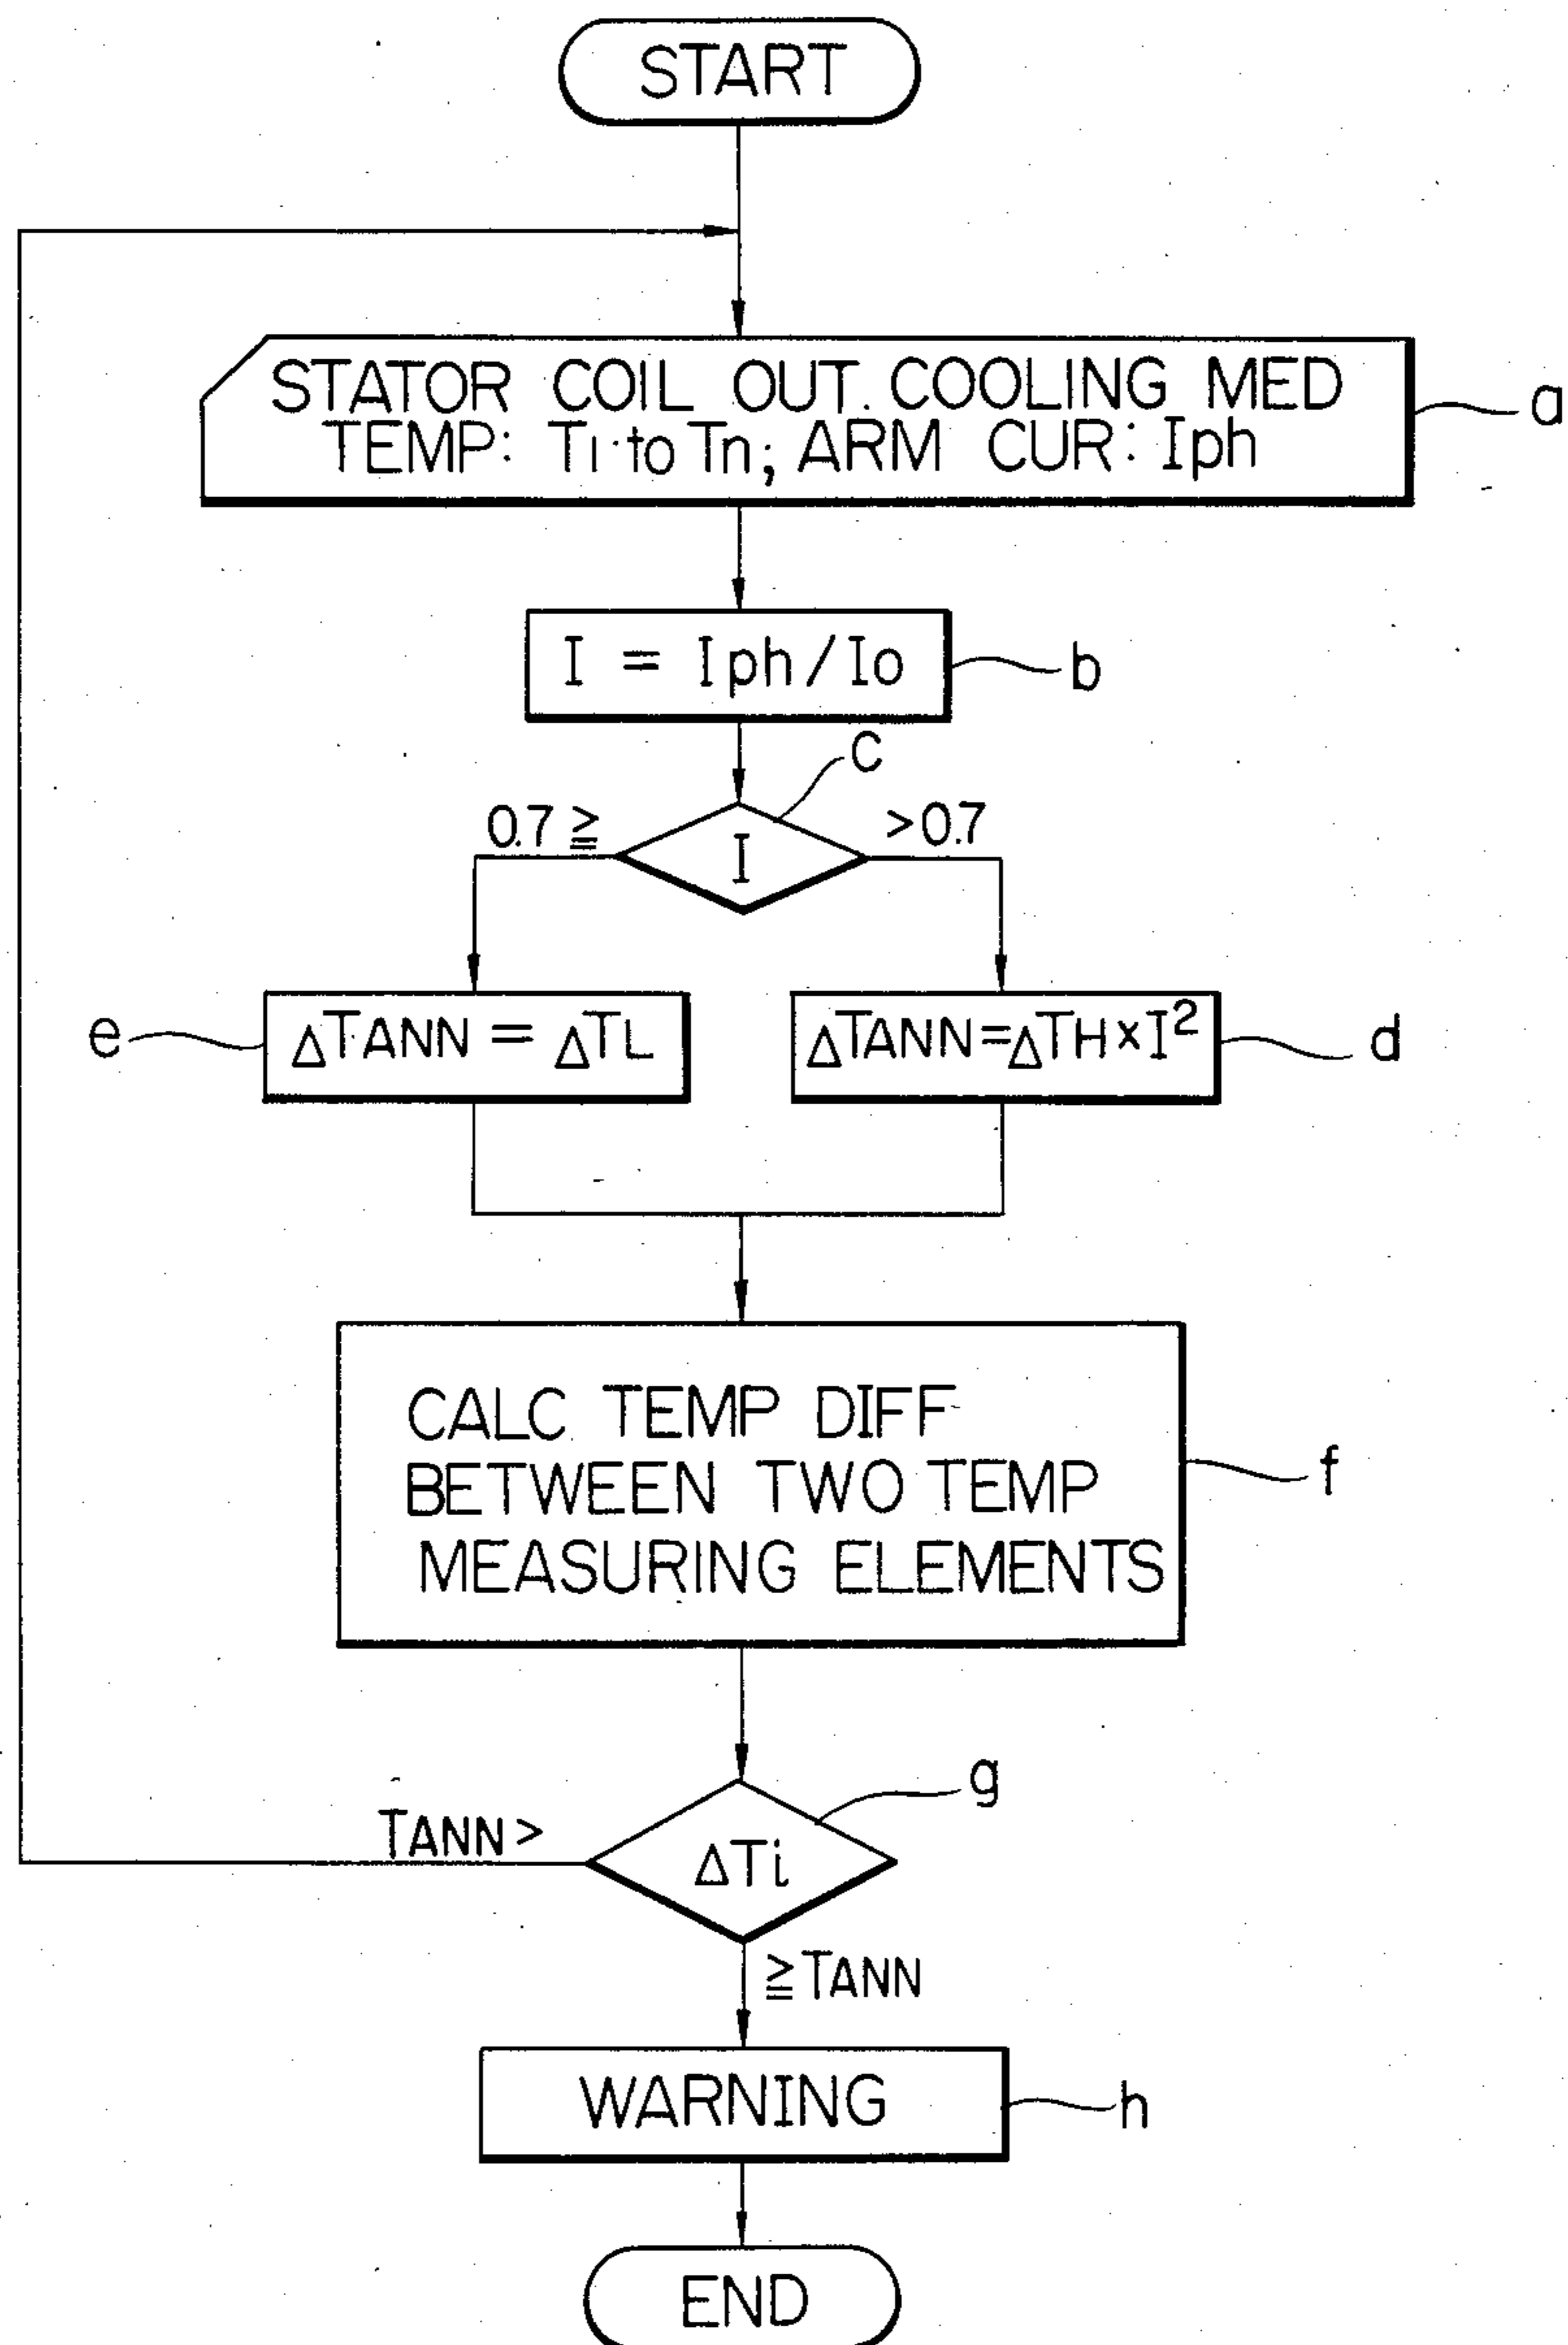 START
STATOR COIL OUT. COOLING MED
TEMP: T1 to Tn; ARM CUR: Iph
a
I = Iph/Io
b
c
0.7 ≧
I
>0.7
e
ΔTANN = ΔTL
ΔTANN=ΔTH×I²
d
CALC TEMP DIFF
BETWEEN TWO TEMP
MEASURING ELEMENTS
f
g
TANN >
ΔTi
≧TANN
WARNING
h
END